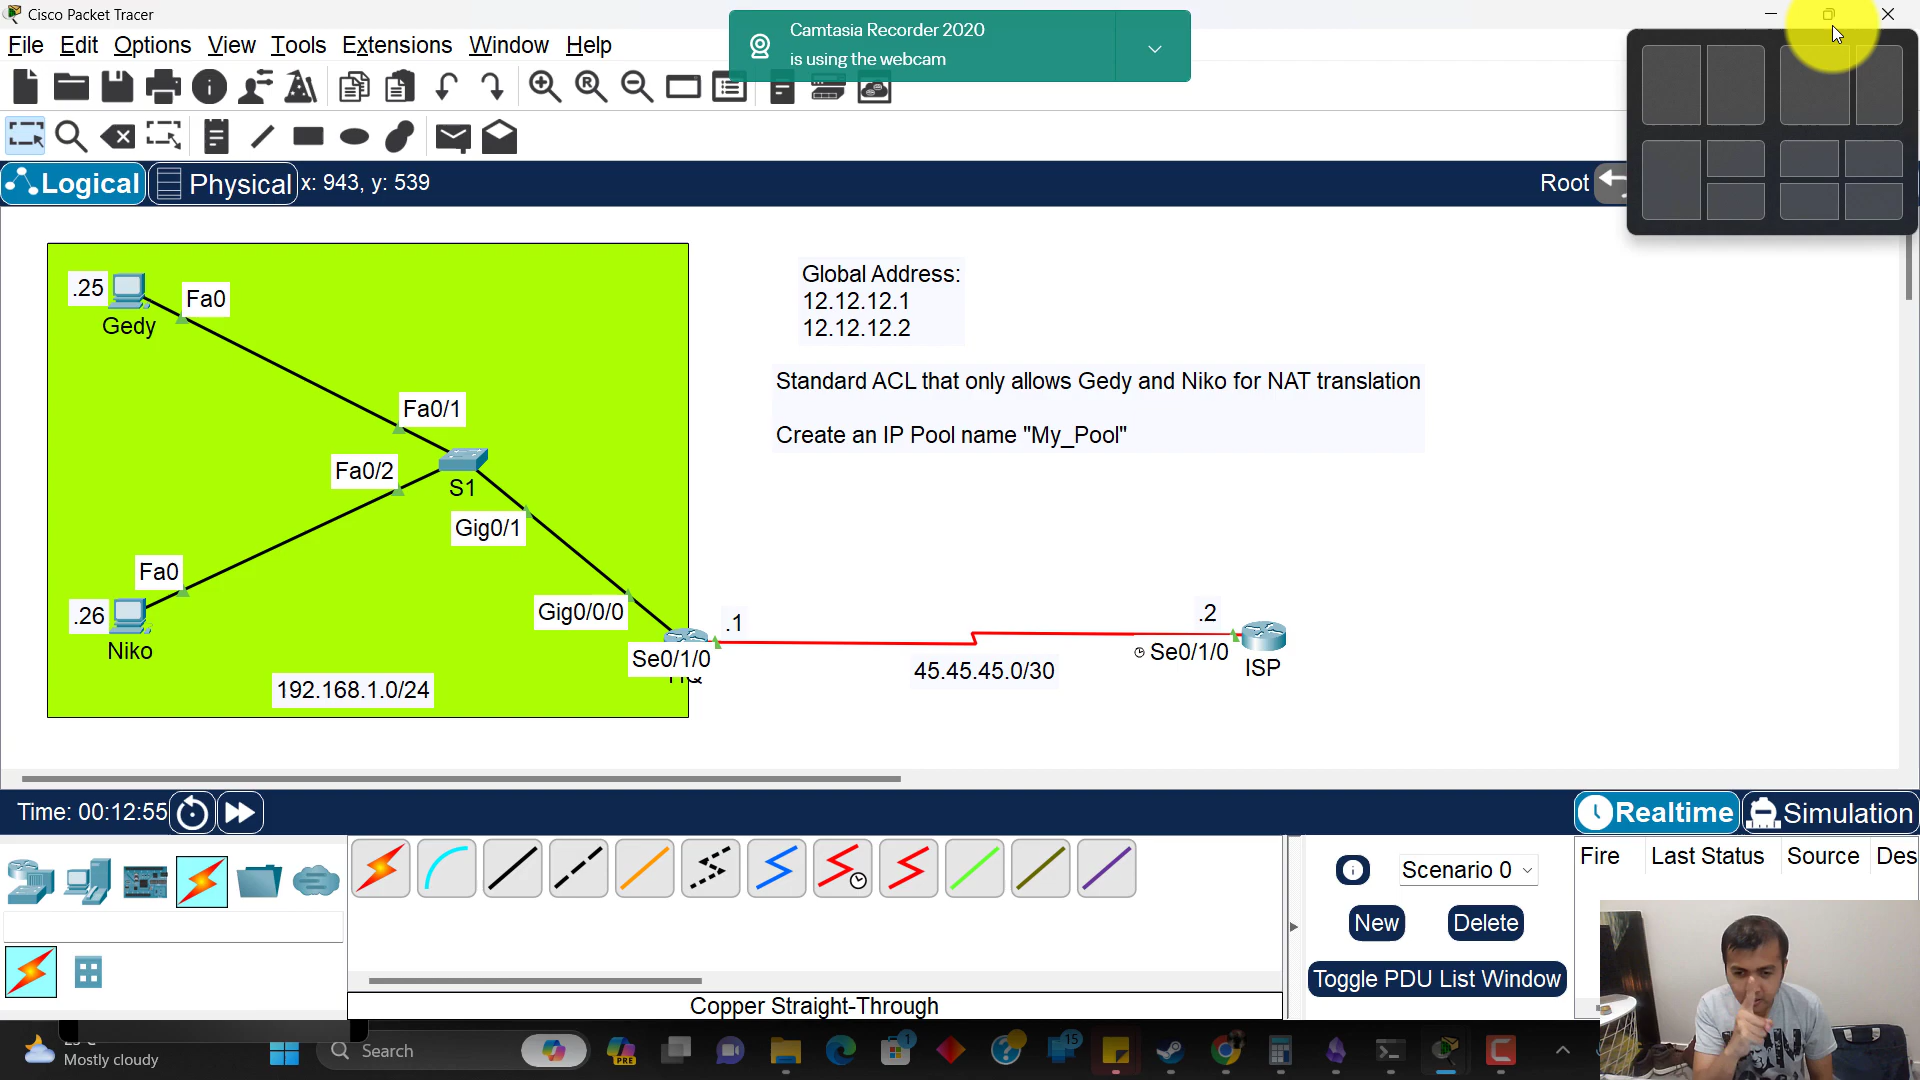 Cisco Packet Tracer
Camtasia Recorder 2020
is using the webcam
File Edit Options View Tools Extensions Window Help
Logical Physical x: 943, y: 539 Root
.25 Fa0
Gedy
Global Address:
12.12.12.1
12.12.12.2
Standard ACL that only allows Gedy and Niko for NAT translation
Create an IP Pool name "My_Pool"
Fa0/1
Fa0/2
S1
Gig0/1
Fa0
.26
Niko
Gig0/0/0
.1
.2
Se0/1/0
Se0/1/0
45.45.45.0/30
ISP
192.168.1.0/24
Time: 00:12:55 Realtime Simulation
Scenario 0
Fire Last Status Source Des
New Delete
Toggle PDU List Window
Copper Straight-Through
Mostly cloudy
Search
PRE
1
15